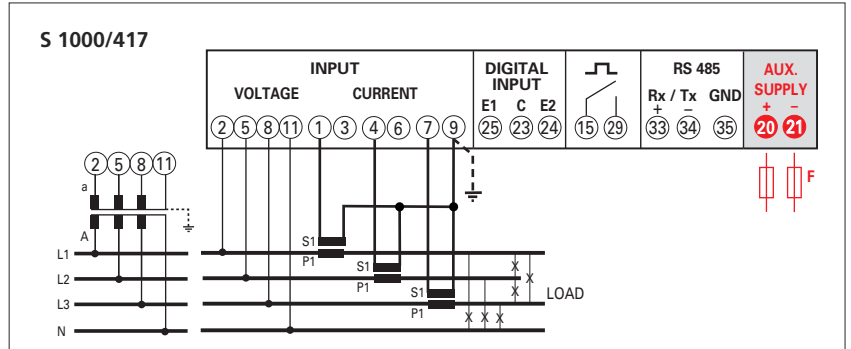 S 1000/417
INPUT
VOLTAGE CURRENT
DIGITAL
INPUT
E1 C E2
RS 485
Rx / Tx GND
+ −
AUX.
SUPPLY
+ −
2 5 8 11 1 3 4 6 7 9 25 23 24 15 29 33 34 35 20 21
F
2 5 8 11
a
A
S1
L1
P1
S1
L2
P1
S1
L3
P1
N
X
X X
X X X
LOAD